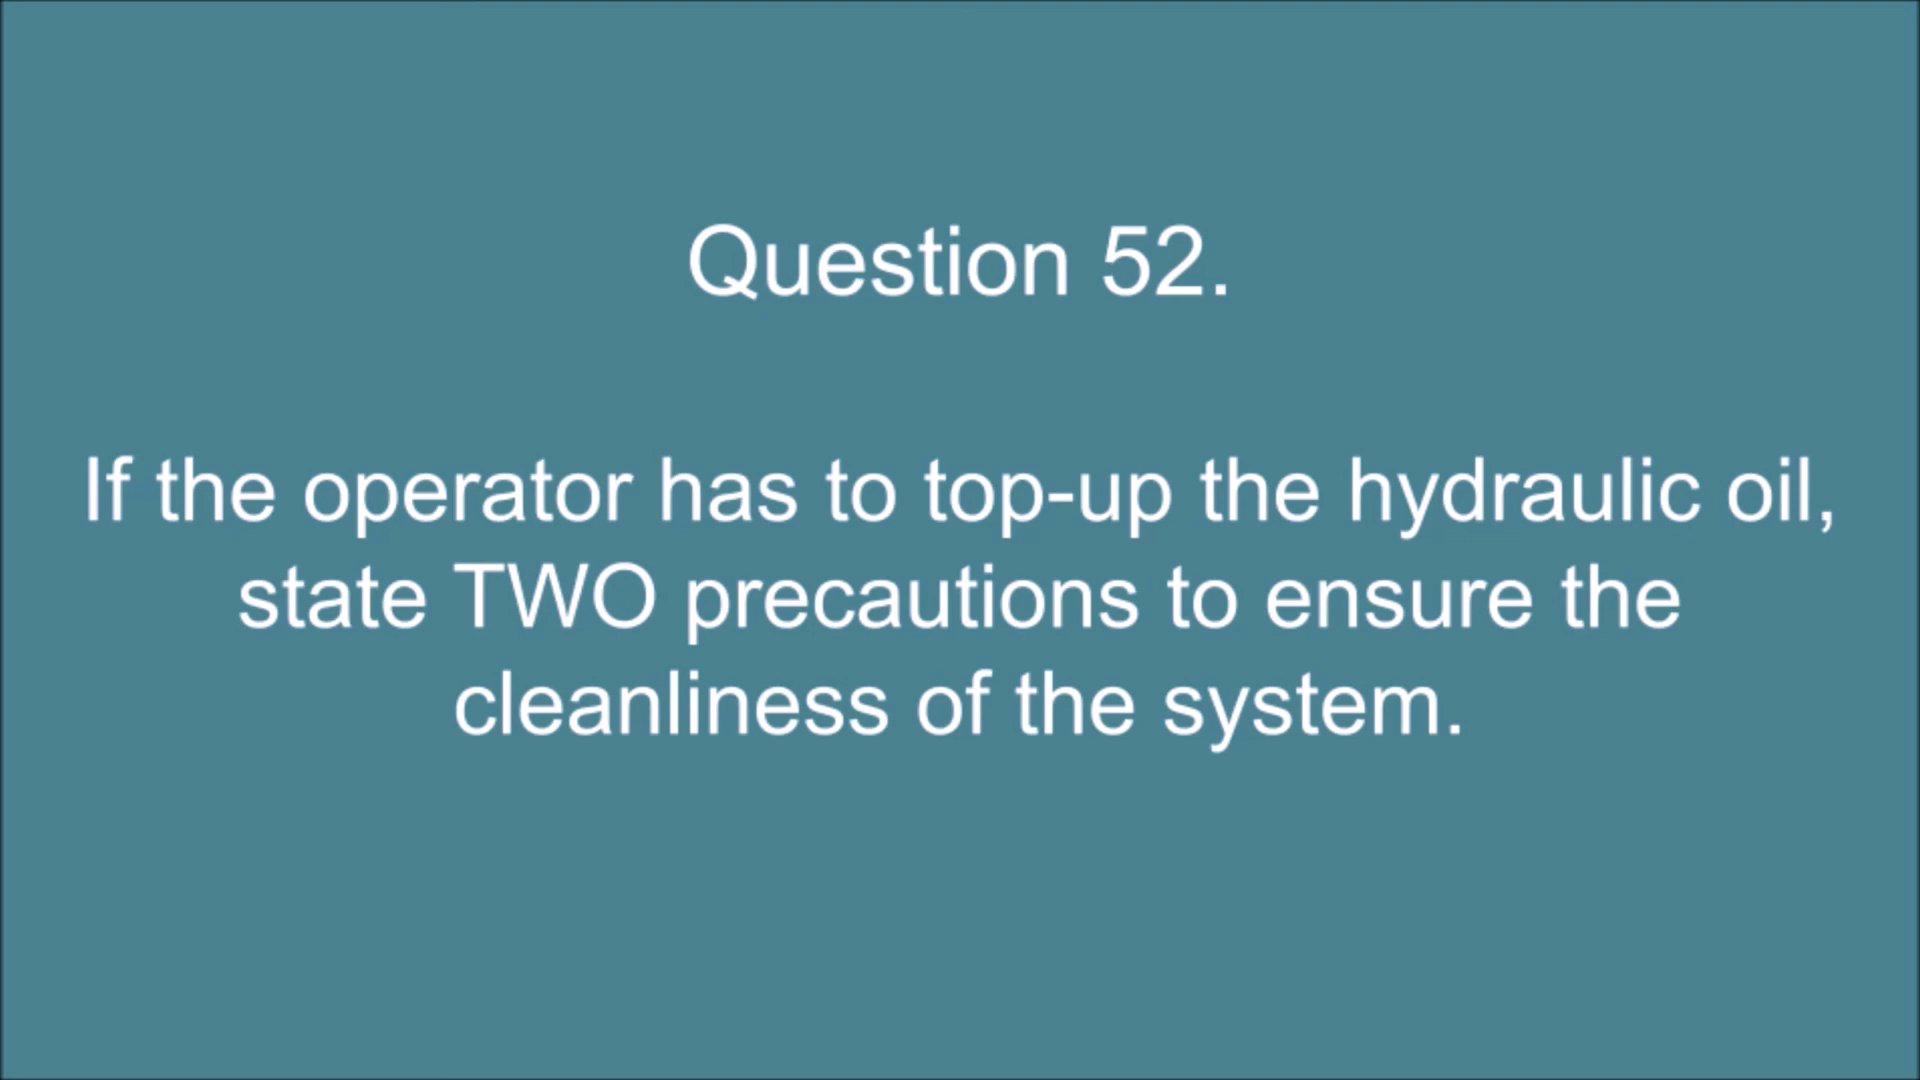 Question 52.
If the operator has to top-up the hydraulic oil,
state TWO precautions to ensure the
cleanliness of the system.